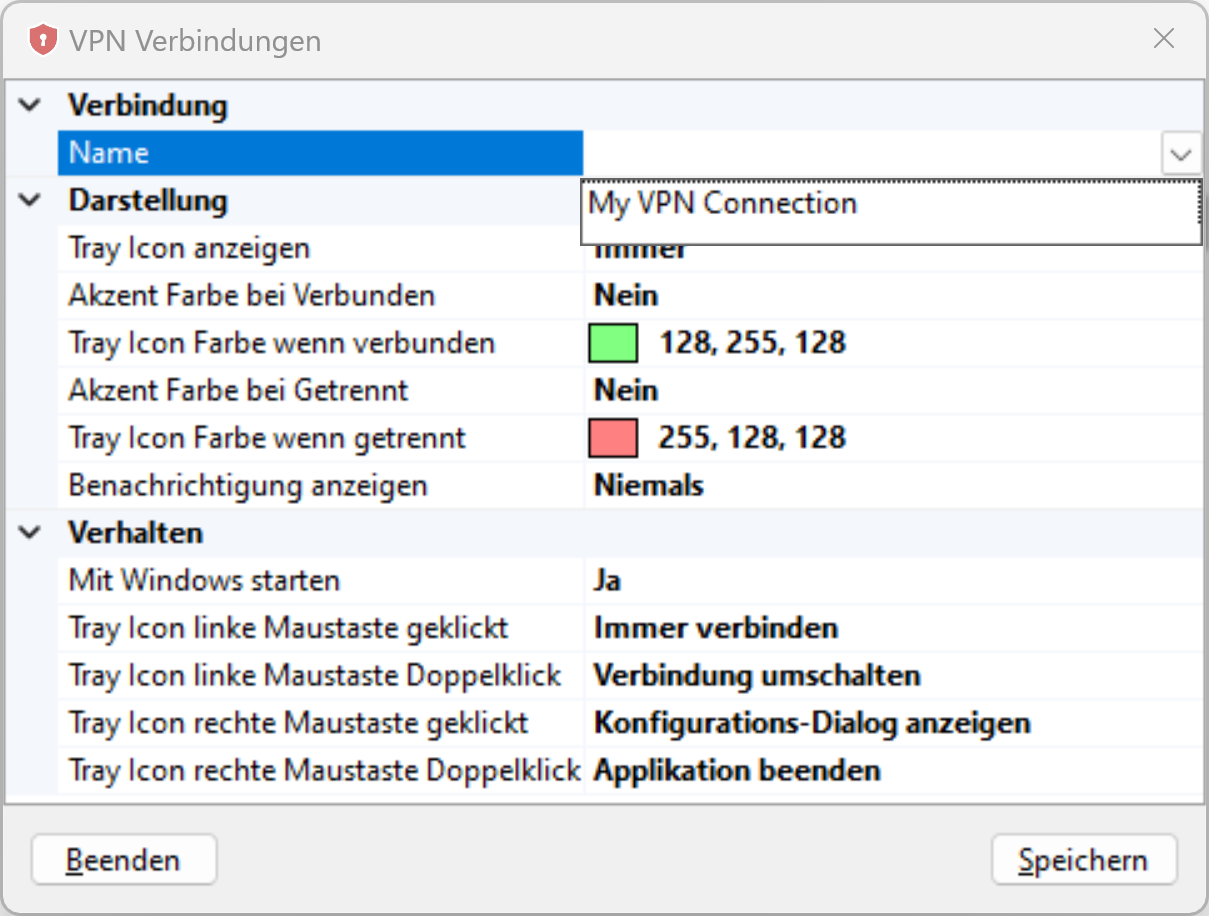 VPN Verbindungen
Verbindung
Name
My VPN Connection
Darstellung
Tray Icon anzeigen Immer
Akzent Farbe bei Verbunden Nein
Tray Icon Farbe wenn verbunden 128, 255, 128
Akzent Farbe bei Getrennt Nein
Tray Icon Farbe wenn getrennt 255, 128, 128
Benachrichtigung anzeigen Niemals
Verhalten
Mit Windows starten Ja
Tray Icon linke Maustaste geklickt Immer verbinden
Tray Icon linke Maustaste Doppelklick Verbindung umschalten
Tray Icon rechte Maustaste geklickt Konfigurations-Dialog anzeigen
Tray Icon rechte Maustaste Doppelklick Applikation beenden
Beenden Speichern